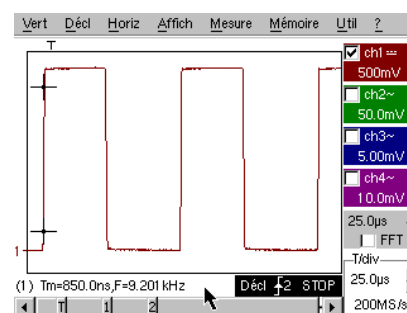 Vert Décl Horiz Affich Mesure Mémoire Util ?
T
ch1
500mV
ch2~
50.0mV
ch3~
5.00mV
ch4~
10.0mV
25.0µs
FFT
T/div
25.0µs
200MS/s
1
(1) Tm=850.0ns,F=9.201 kHz
Décl 2 STOP
T 1 2